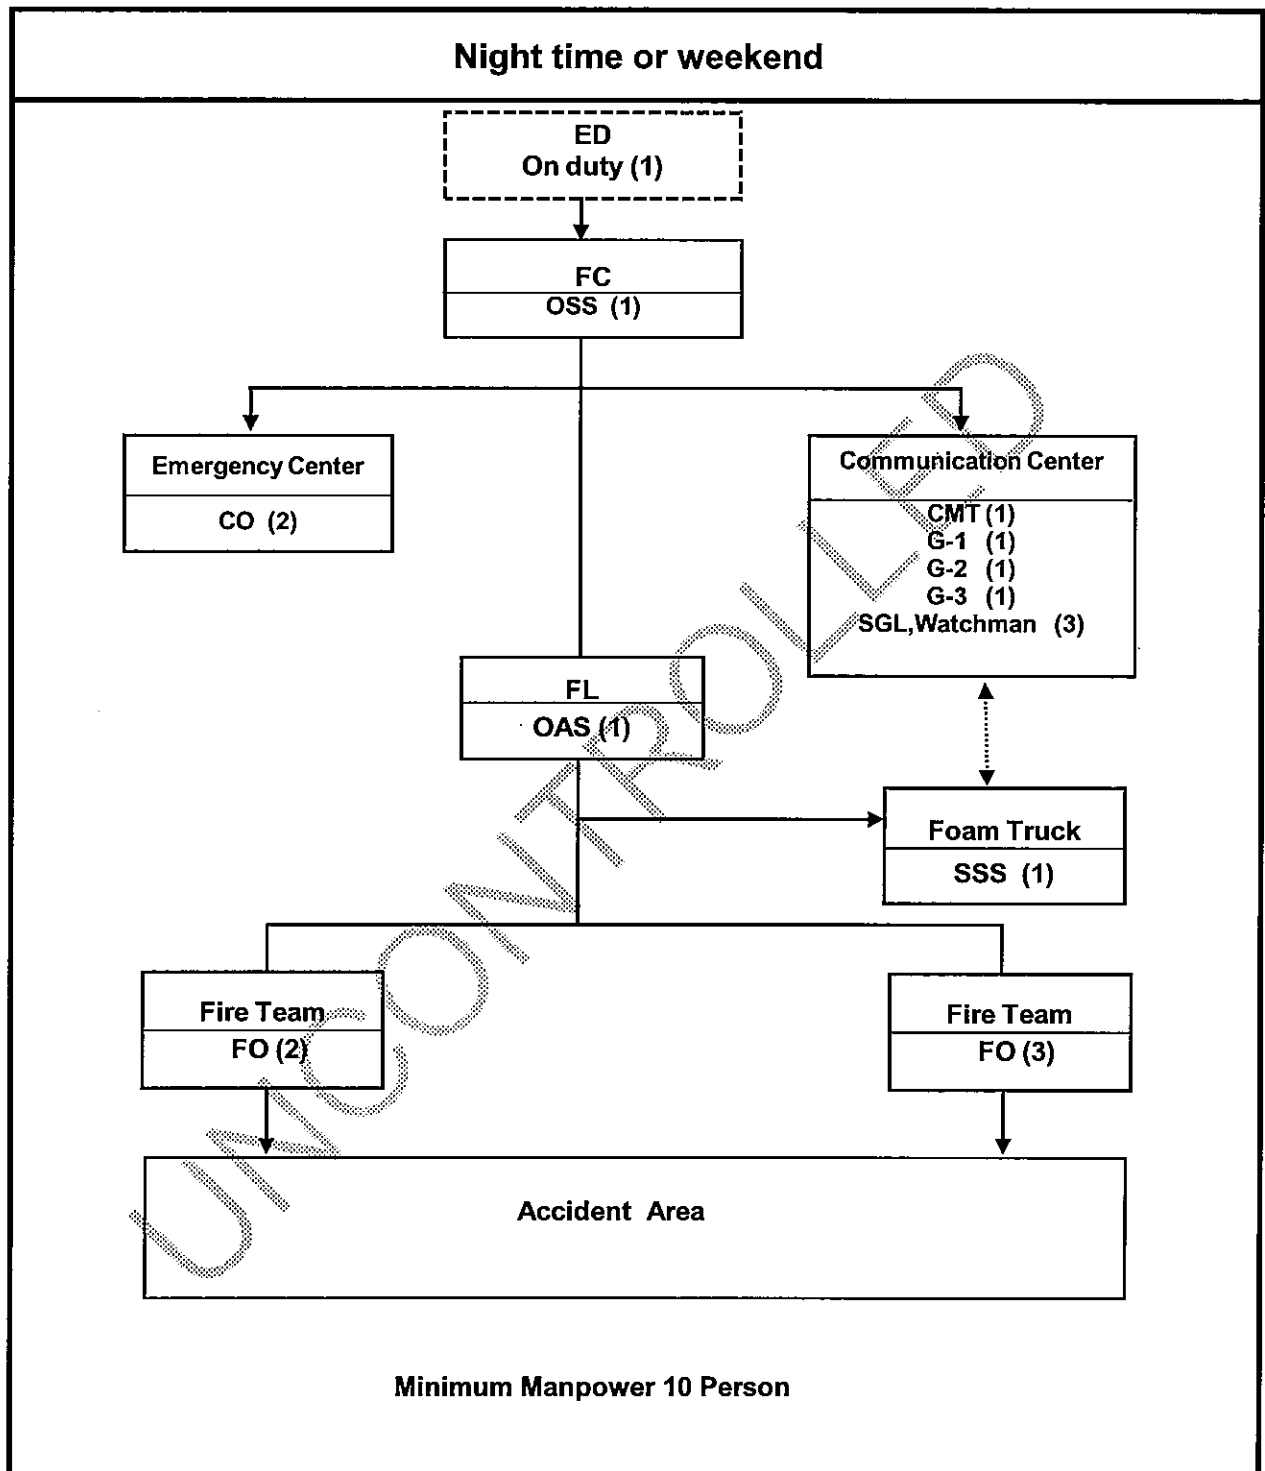 Night time or weekend
ED
On duty (1)
FC
OSS (1)
Emergency Center
CO (2)
Communication Center
CMT (1)
G-1 (1)
G-2 (1)
G-3 (1)
SGL,Watchman (3)
FL
OAS (1)
Foam Truck
SSS (1)
Fire Team
FO (2)
Fire Team
FO (3)
Accident Area
Minimum Manpower 10 Person
UNCONTROLLED